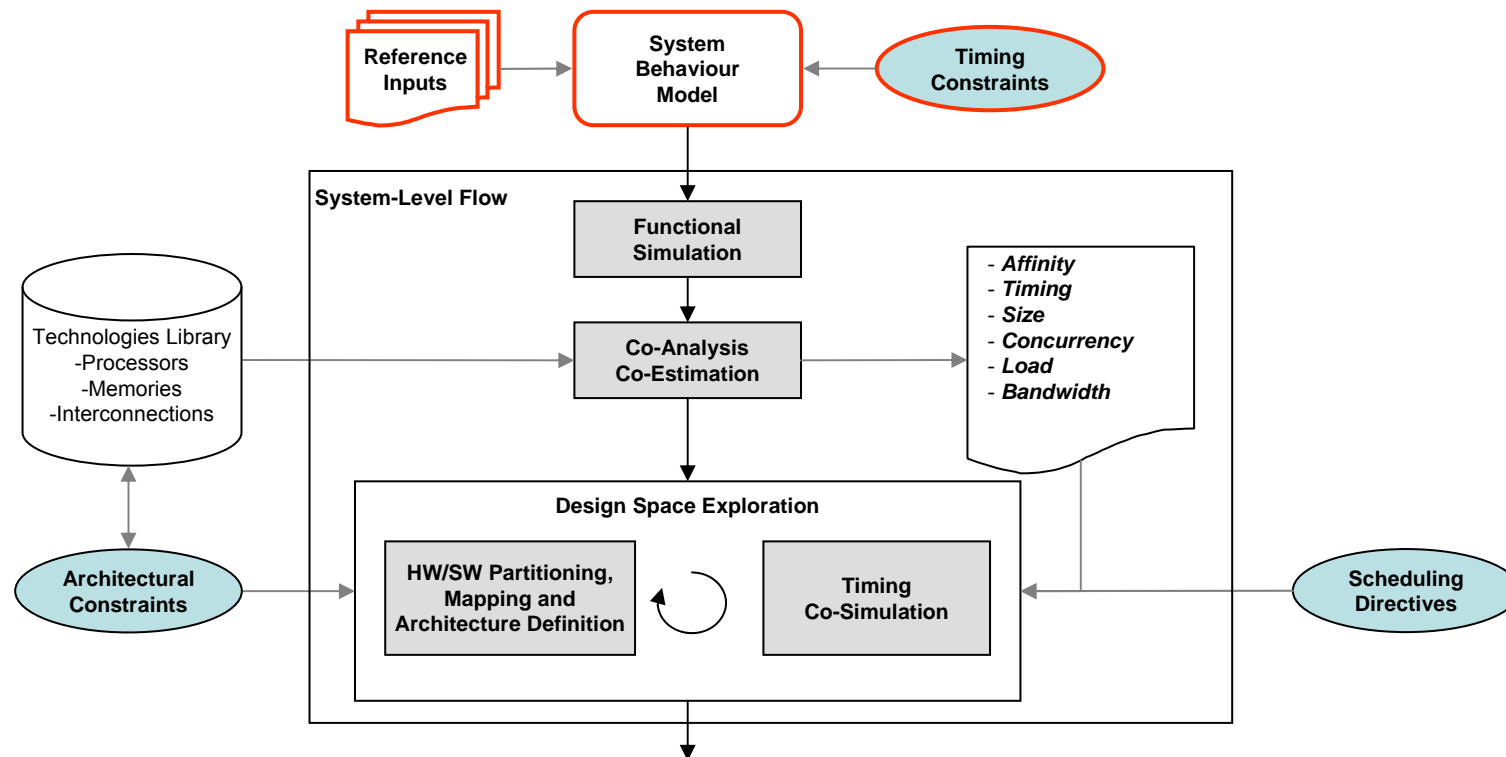 Reference
Inputs
System
Behaviour
Model
Timing
Constraints
System-Level Flow
Functional
Simulation
Technologies Library
-Processors
-Memories
-Interconnections
Co-Analysis
Co-Estimation
- Affinity
- Timing
- Size
- Concurrency
- Load
- Bandwidth
Design Space Exploration
Architectural
Constraints
HW/SW Partitioning,
Mapping and
Architecture Definition
Timing
Co-Simulation
Scheduling
Directives